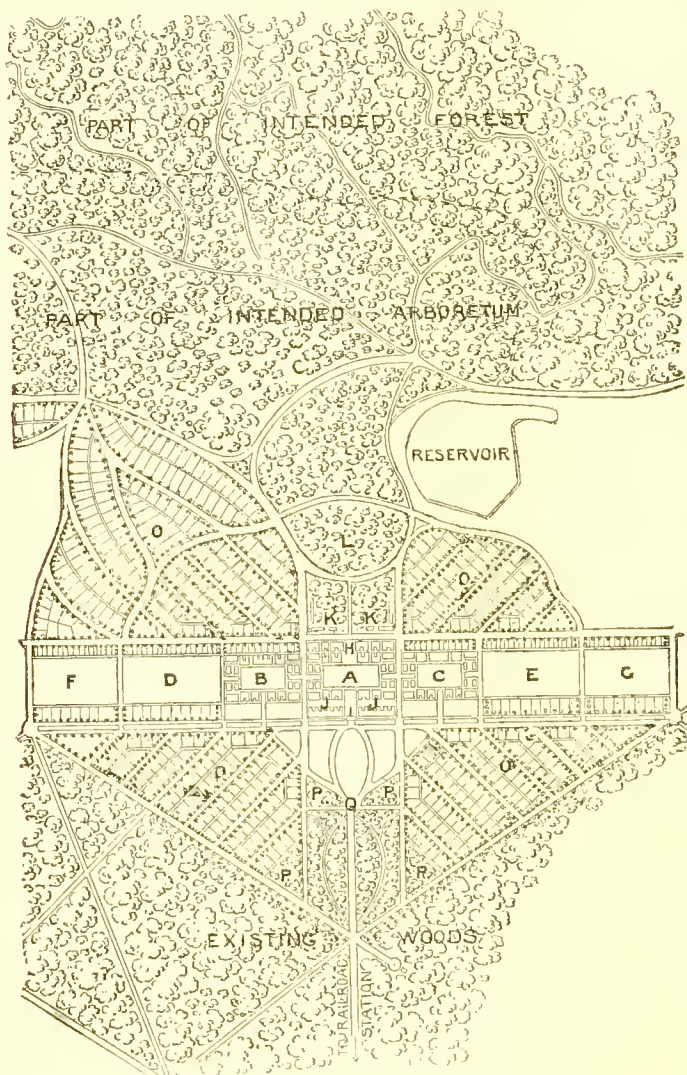 PART OF INTENDED FOREST
PART OF INTENDED ARBORETUM
C
RESERVOIR
O
L
O
K K
H
F D B A C E G
J J
O O
P Q P
P R
EXISTING WOODS
TO RAILROAD
STATION